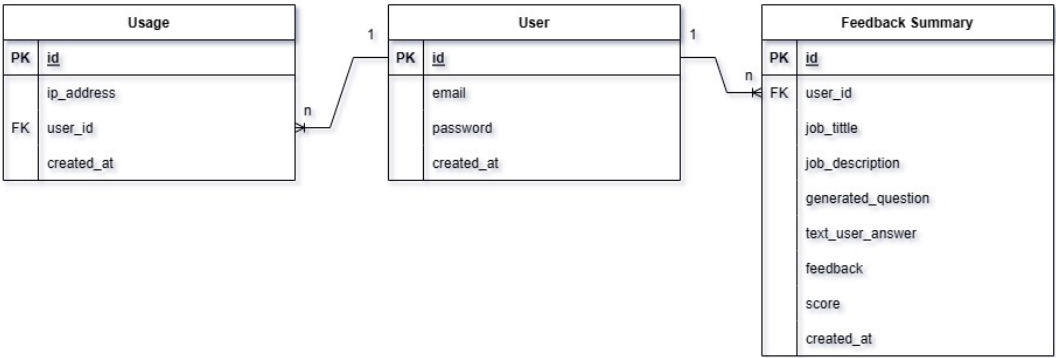 Usage
PK id
ip_address
FK user_id
created_at
n
1
User
PK id
email
password
created_at
1
n
Feedback Summary
PK id
FK user_id
job_tittle
job_description
generated_question
text_user_answer
feedback
score
created_at